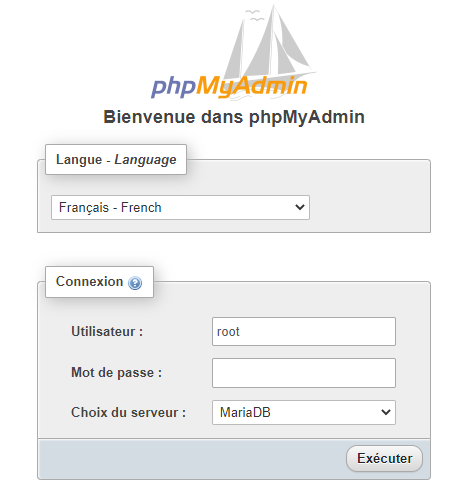 phpMyAdmin
Bienvenue dans phpMyAdmin
Langue - Language
Français - French
Connexion
Utilisateur : root
Mot de passe :
Choix du serveur : MariaDB
Exécuter